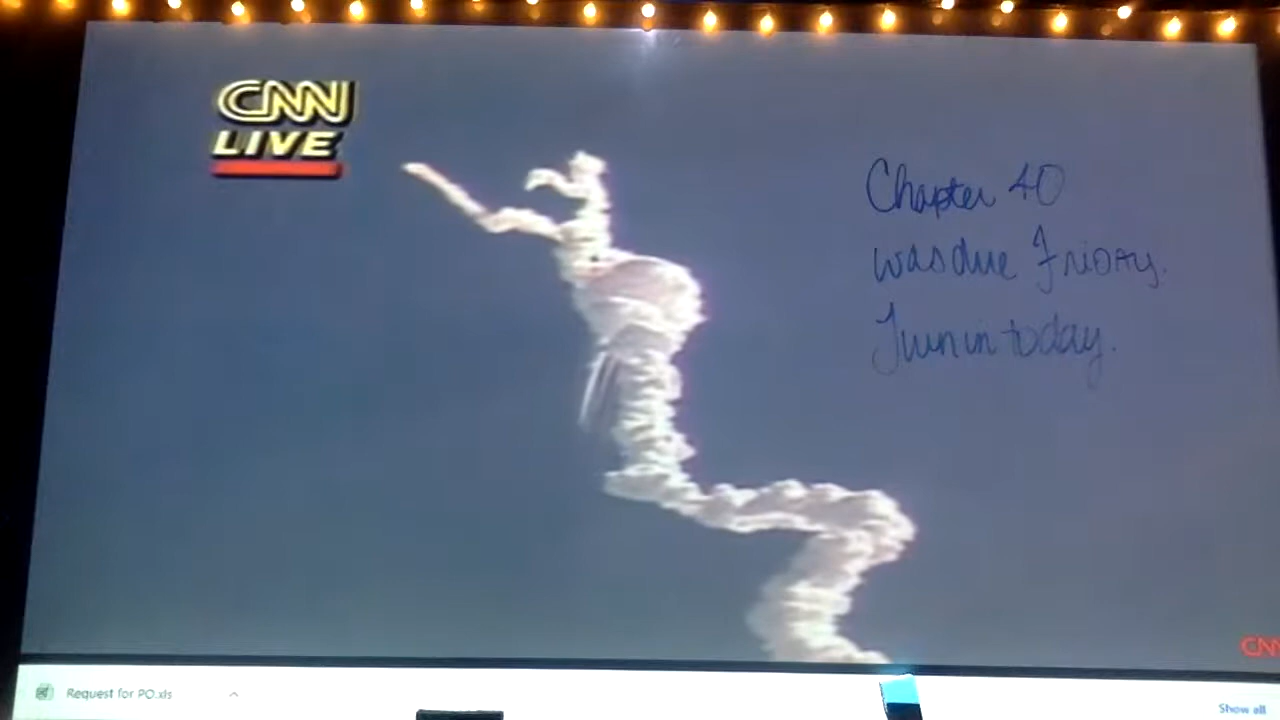 CNN
LIVE
Chapter 40
was due Friday.
Turn in today.
CNN
Request for PO.xls
Show all